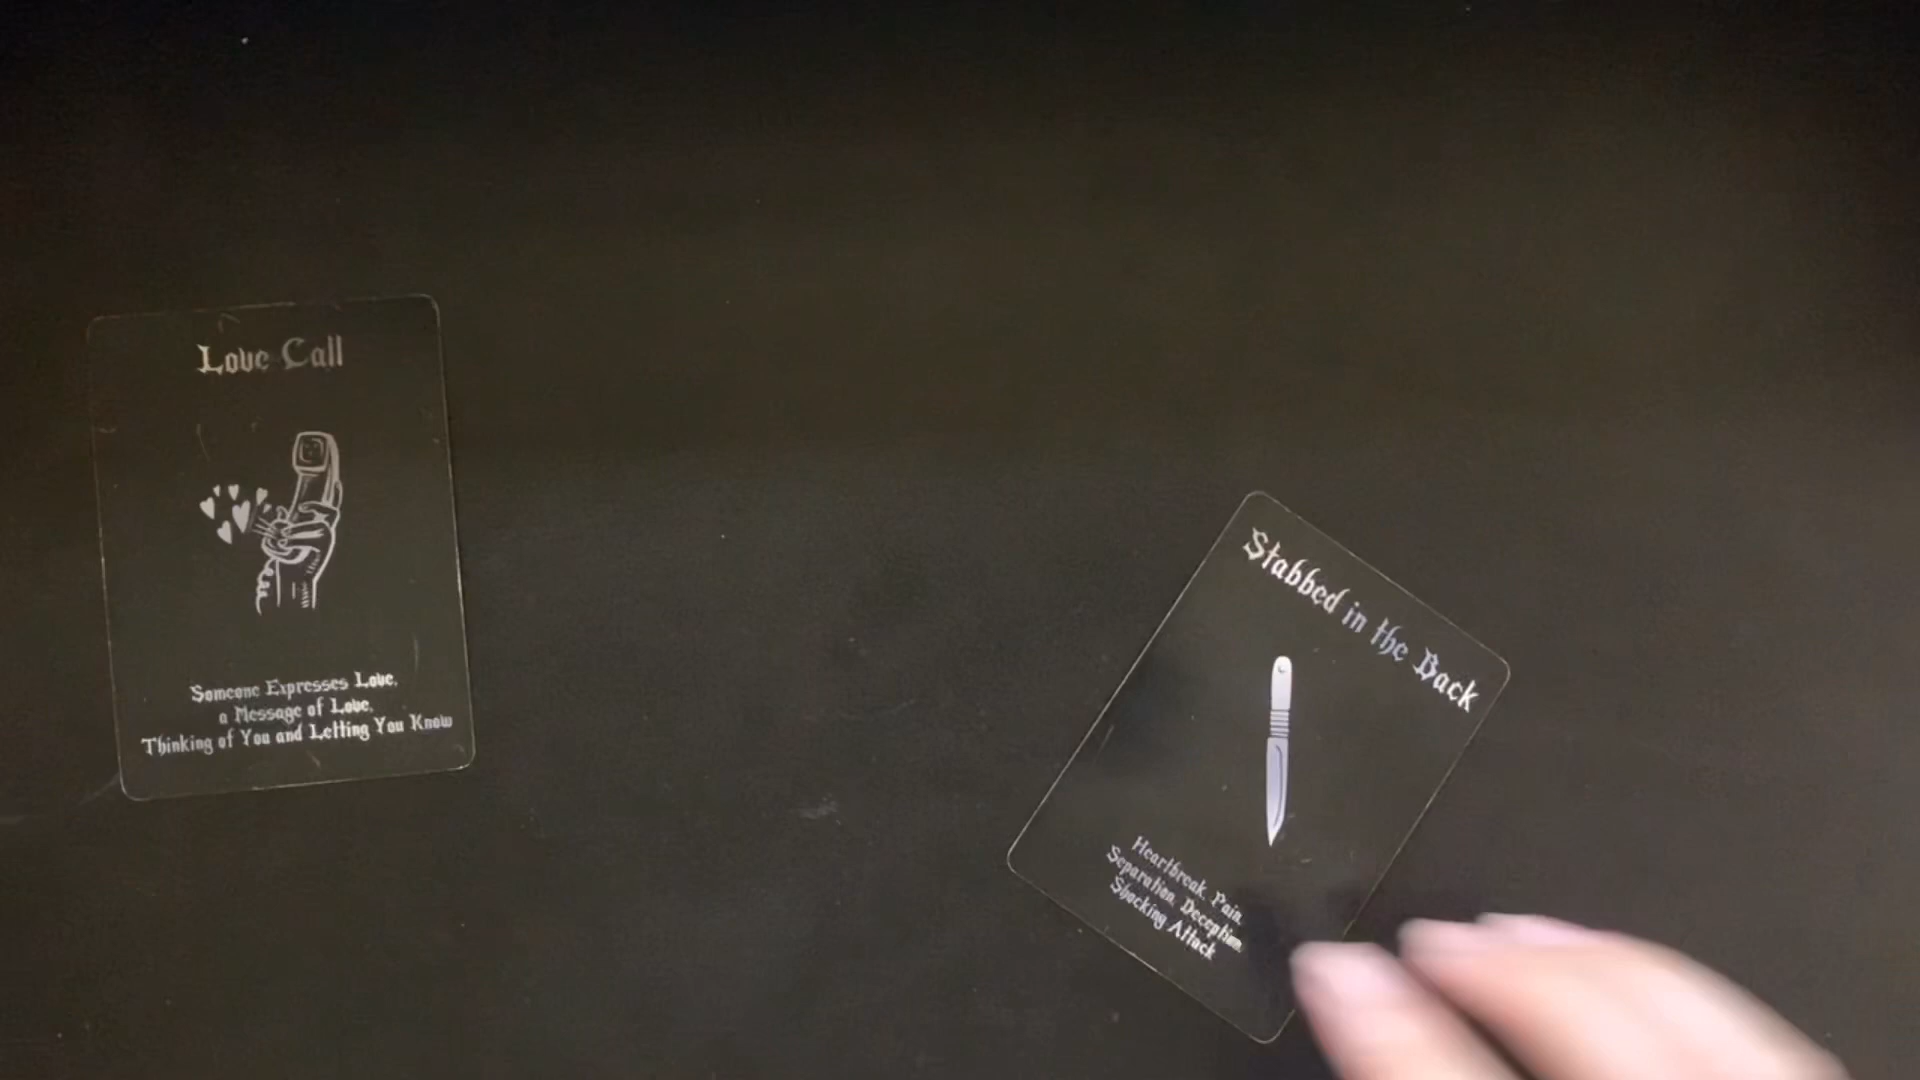 Love Call
Someone Expresses Love,
a Message of Love,
Thinking of You and Letting You Know
Stabbed in the Back
Heartbreak, Pain,
Separation, Deception,
Shocking Attack